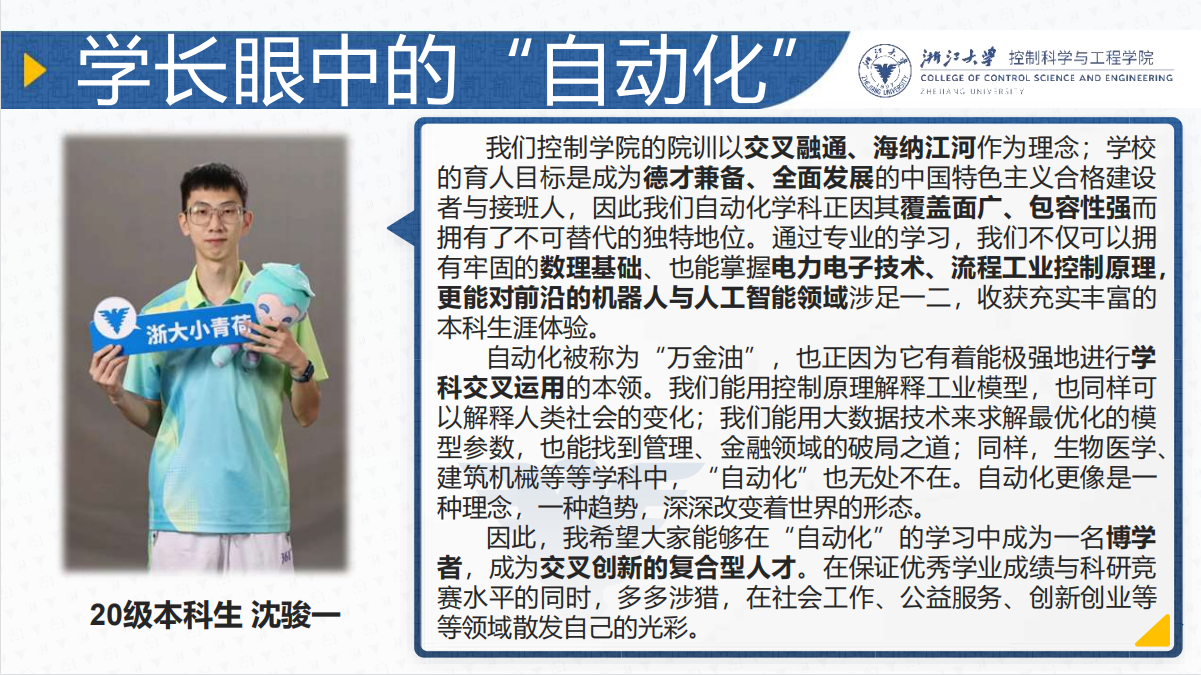 学长眼中的“自动化”
浙江大学 控制科学与工程学院
COLLEGE OF CONTROL SCIENCE AND ENGINEERING
ZHEJIANG UNIVERSITY
我们控制学院的院训以交叉融通、海纳江河作为理念；学校
的育人目标是成为德才兼备、全面发展的中国特色主义合格建设
者与接班人，因此我们自动化学科正因其覆盖面广、包容性强而
拥有了不可替代的独特地位。通过专业的学习，我们不仅可以拥
有牢固的数理基础、也能掌握电力电子技术、流程工业控制原理，
更能对前沿的机器人与人工智能领域涉足一二，收获充实丰富的
本科生涯体验。
自动化被称为“万金油”，也正因为它有着能极强地进行学
科交叉运用的本领。我们能用控制原理解释工业模型，也同样可
以解释人类社会的变化；我们能用大数据技术来求解最优化的模
型参数，也能找到管理、金融领域的破局之道；同样，生物医学、
建筑机械等等学科中，“自动化”也无处不在。自动化更像是一
种理念，一种趋势，深深改变着世界的形态。
因此，我希望大家能够在“自动化”的学习中成为一名博学
者，成为交叉创新的复合型人才。在保证优秀学业成绩与科研竞
赛水平的同时，多多涉猎，在社会工作、公益服务、创新创业等
等领域散发自己的光彩。
浙大小青荷
361°
20级本科生 沈骏一